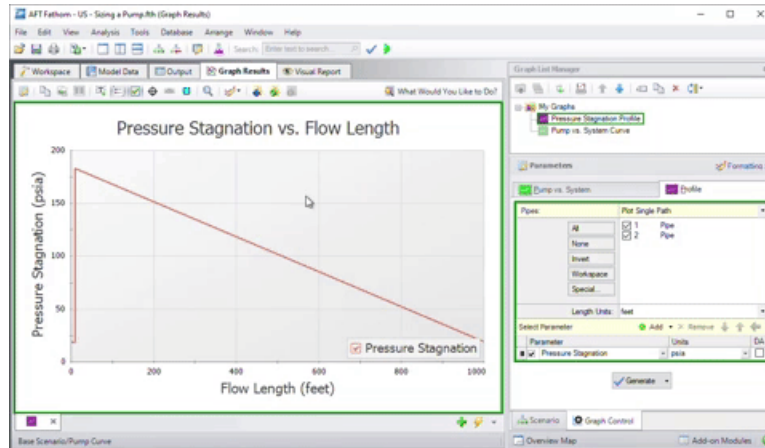 AFT Fathom - US - Sizing a Pump.fth (Graph Results)
File Edit View Analysis Tools Database Arrange Window Help
Search: Enter text to search...
Workspace Model Data Output Graph Results Visual Report
What Would You Like to Do?
Pressure Stagnation vs. Flow Length
Pressure Stagnation (psia)
200
150
100
50
0
0 200 400 600 800 1000
Pressure Stagnation
Flow Length (feet)
Base Scenario/Pump Curve
Graph List Manager
My Graphs
Pressure Stagnation Profile
Pump vs. System Curve
Parameters Formatting
Pump vs. System Profile
Pipes: Plot Single Path
All
None
Invert
Workspace
Special...
1 Pipe
2 Pipe
Length Units: feet
Select Parameter Add Remove
Parameter Units DA
Pressure Stagnation psia
Generate
Scenario Graph Control
Overview Map Add-on Modules